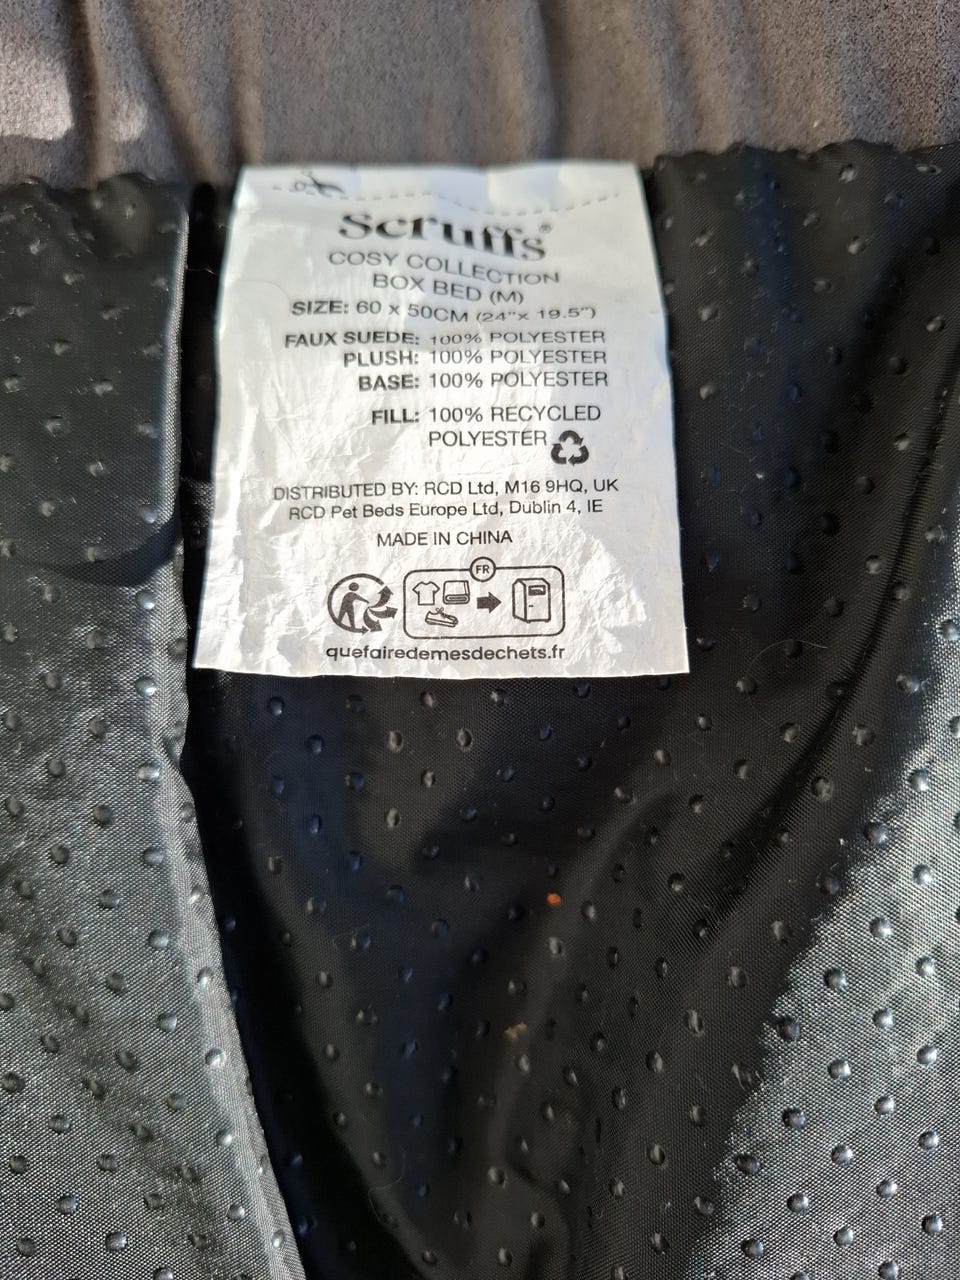 Scruffs®
COSY COLLECTION
BOX BED (M)
SIZE: 60 x 50CM (24"x 19.5")
FAUX SUEDE: 100% POLYESTER
PLUSH: 100% POLYESTER
BASE: 100% POLYESTER
FILL: 100% RECYCLED
POLYESTER
DISTRIBUTED BY: RCD Ltd, M16 9HQ, UK
RCD Pet Beds Europe Ltd, Dublin 4, IE
MADE IN CHINA
FR
quefairedemesdechets.fr